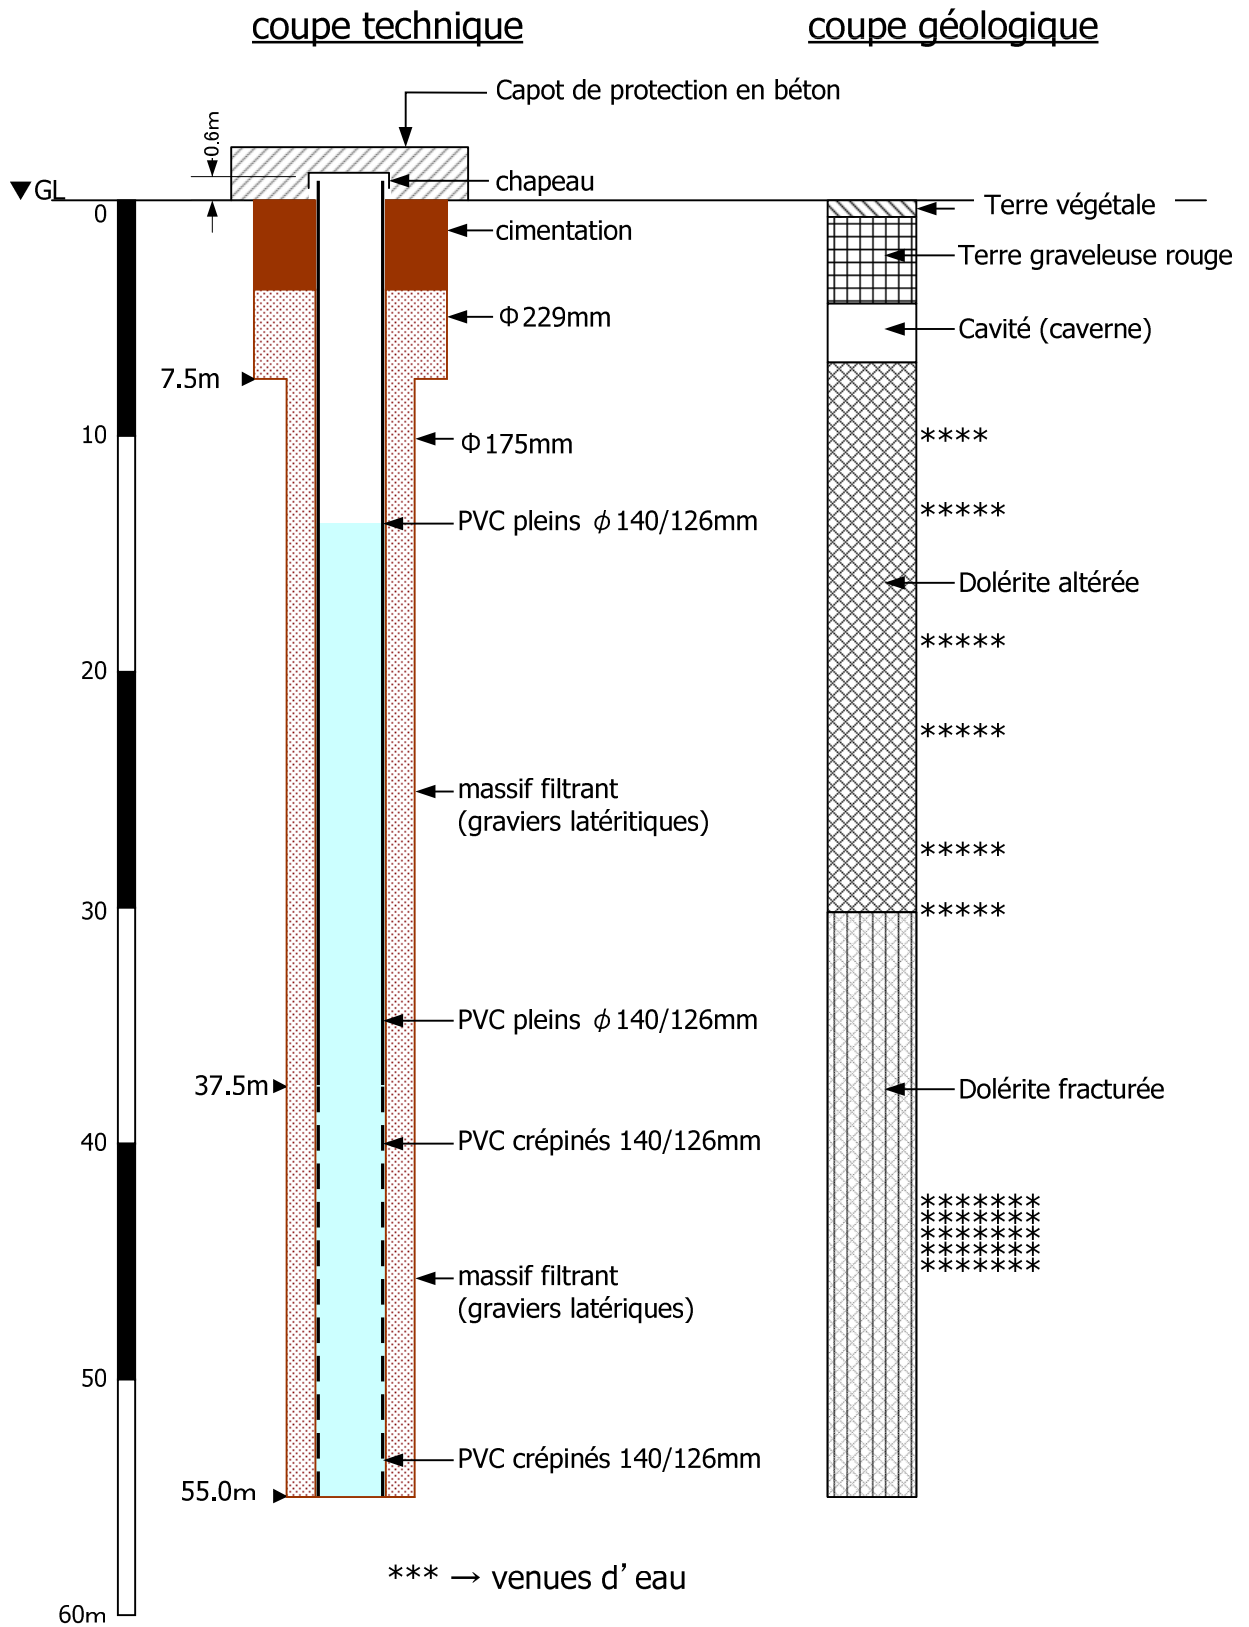 coupe technique
coupe géologique
Capot de protection en béton
0.6m
chapeau
▼GL
0
Terre végétale
cimentation
Terre graveleuse rouge
Φ229mm
Cavité (caverne)
7.5m
10
****
Φ175mm
*****
PVC pleins ϕ140/126mm
Dolérite altérée
*****
20
*****
massif filtrant
(graviers latéritiques)
*****
30
*****
PVC pleins ϕ140/126mm
37.5m
Dolérite fracturée
40
PVC crépinés 140/126mm
*******
*******
*******
*******
*******
massif filtrant
(graviers latériques)
50
PVC crépinés 140/126mm
55.0m
*** → venues d’eau
60m